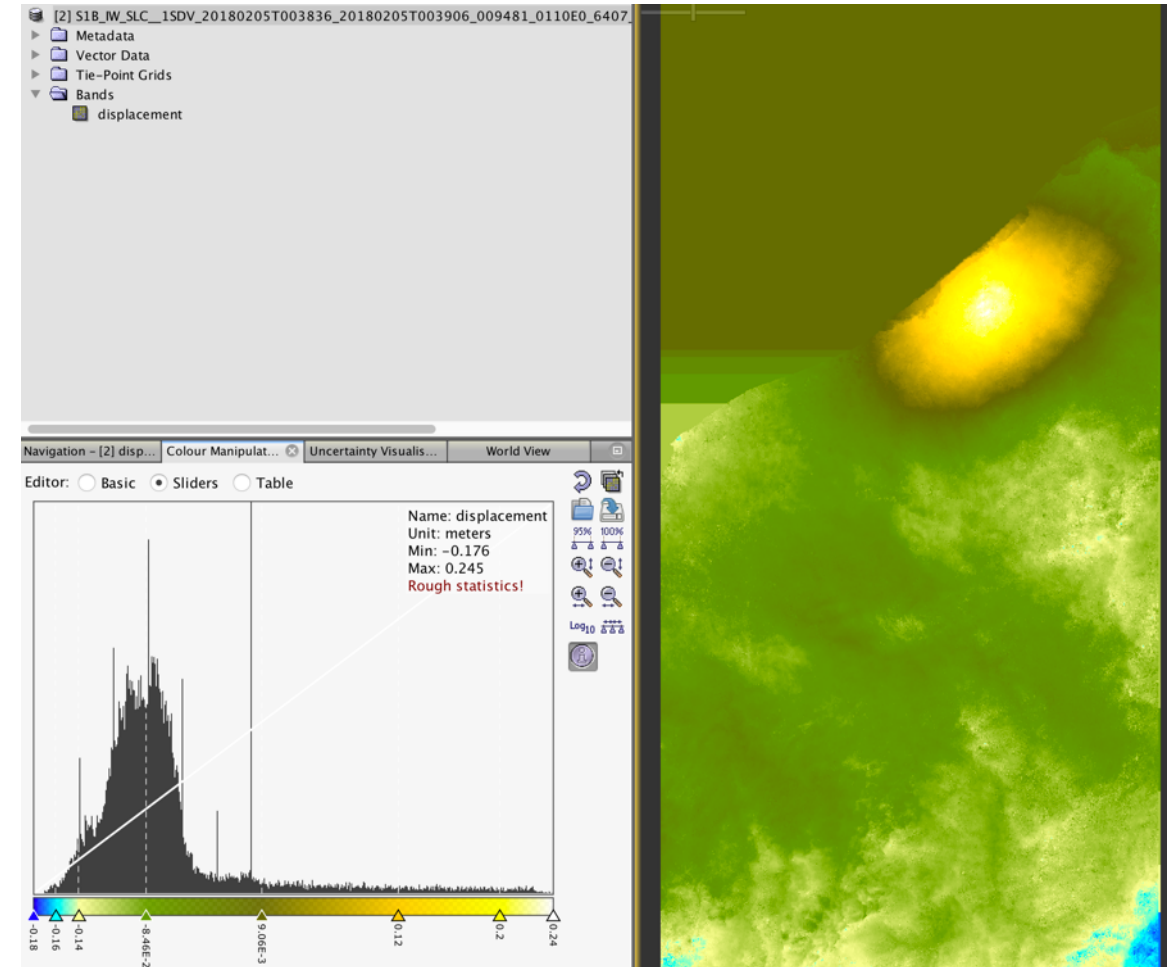 [2] S1B_IW_SLC__1SDV_20180205T003836_20180205T003906_009481_0110E0_6407_
Metadata
Vector Data
Tie-Point Grids
Bands
displacement
Navigation - [2] disp... Colour Manipulat... Uncertainty Visualis... World View
Editor: Basic Sliders Table
Name: displacement
Unit: meters
Min: -0.176
Max: 0.245
Rough statistics!
95% 100%
Log10
-0.18 -0.16 -0.14 -8.46E-2 9.06E-3 0.12 0.2 0.24